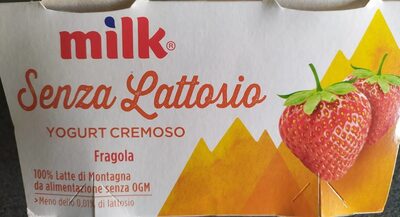 milk®
Senza Lattosio
YOGURT CREMOSO
Fragola
100% Latte di Montagna
da alimentazione senza OGM
>Meno dello 0,01% di lattosio